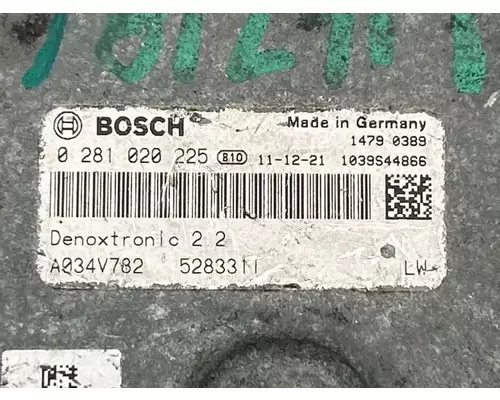 BOSCH Made in Germany
1479 0389
0 281 020 225 810 11-12-21 1039S44866
Denoxtronic 2 2
A034V782 5283311 LW